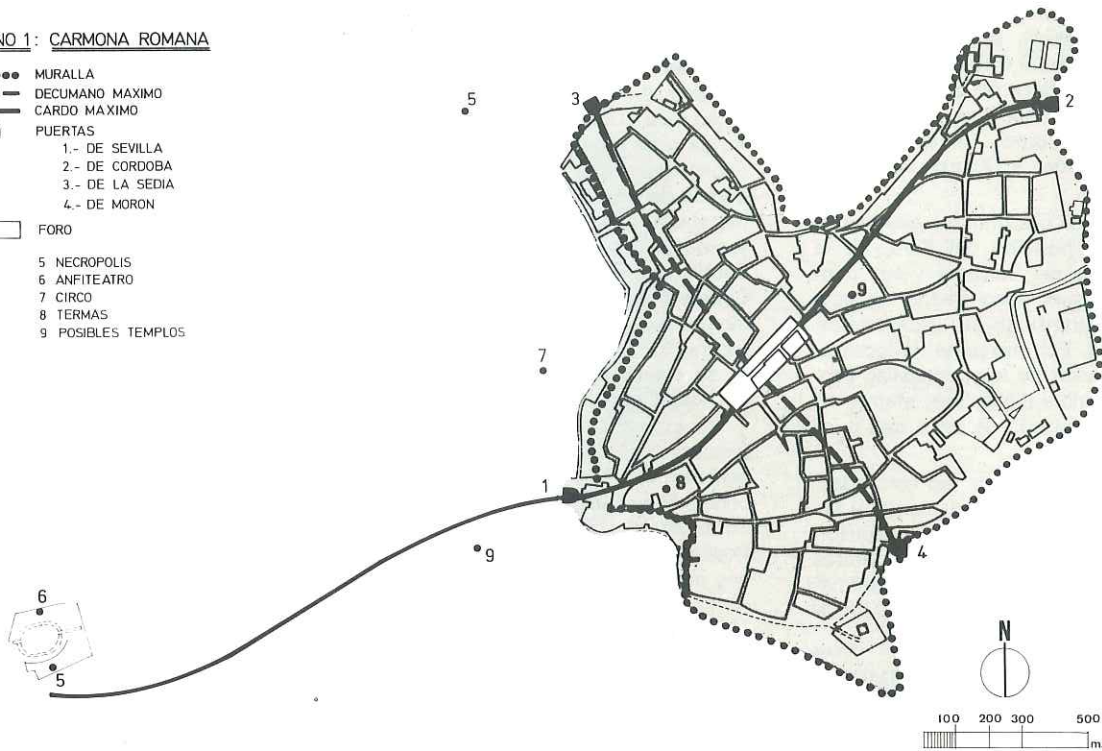 NO 1: CARMONA ROMANA
MURALLA
DECUMANO MAXIMO
CARDO MAXIMO
PUERTAS
1.- DE SEVILLA
2.- DE CORDOBA
3.- DE LA SEDIA
4.- DE MORON
FORO
5 NECROPOLIS
6 ANFITEATRO
7 CIRCO
8 TERMAS
9 POSIBLES TEMPLOS
5
3
2
9
7
1
8
9
4
6
5
N
100 200 300 500
m